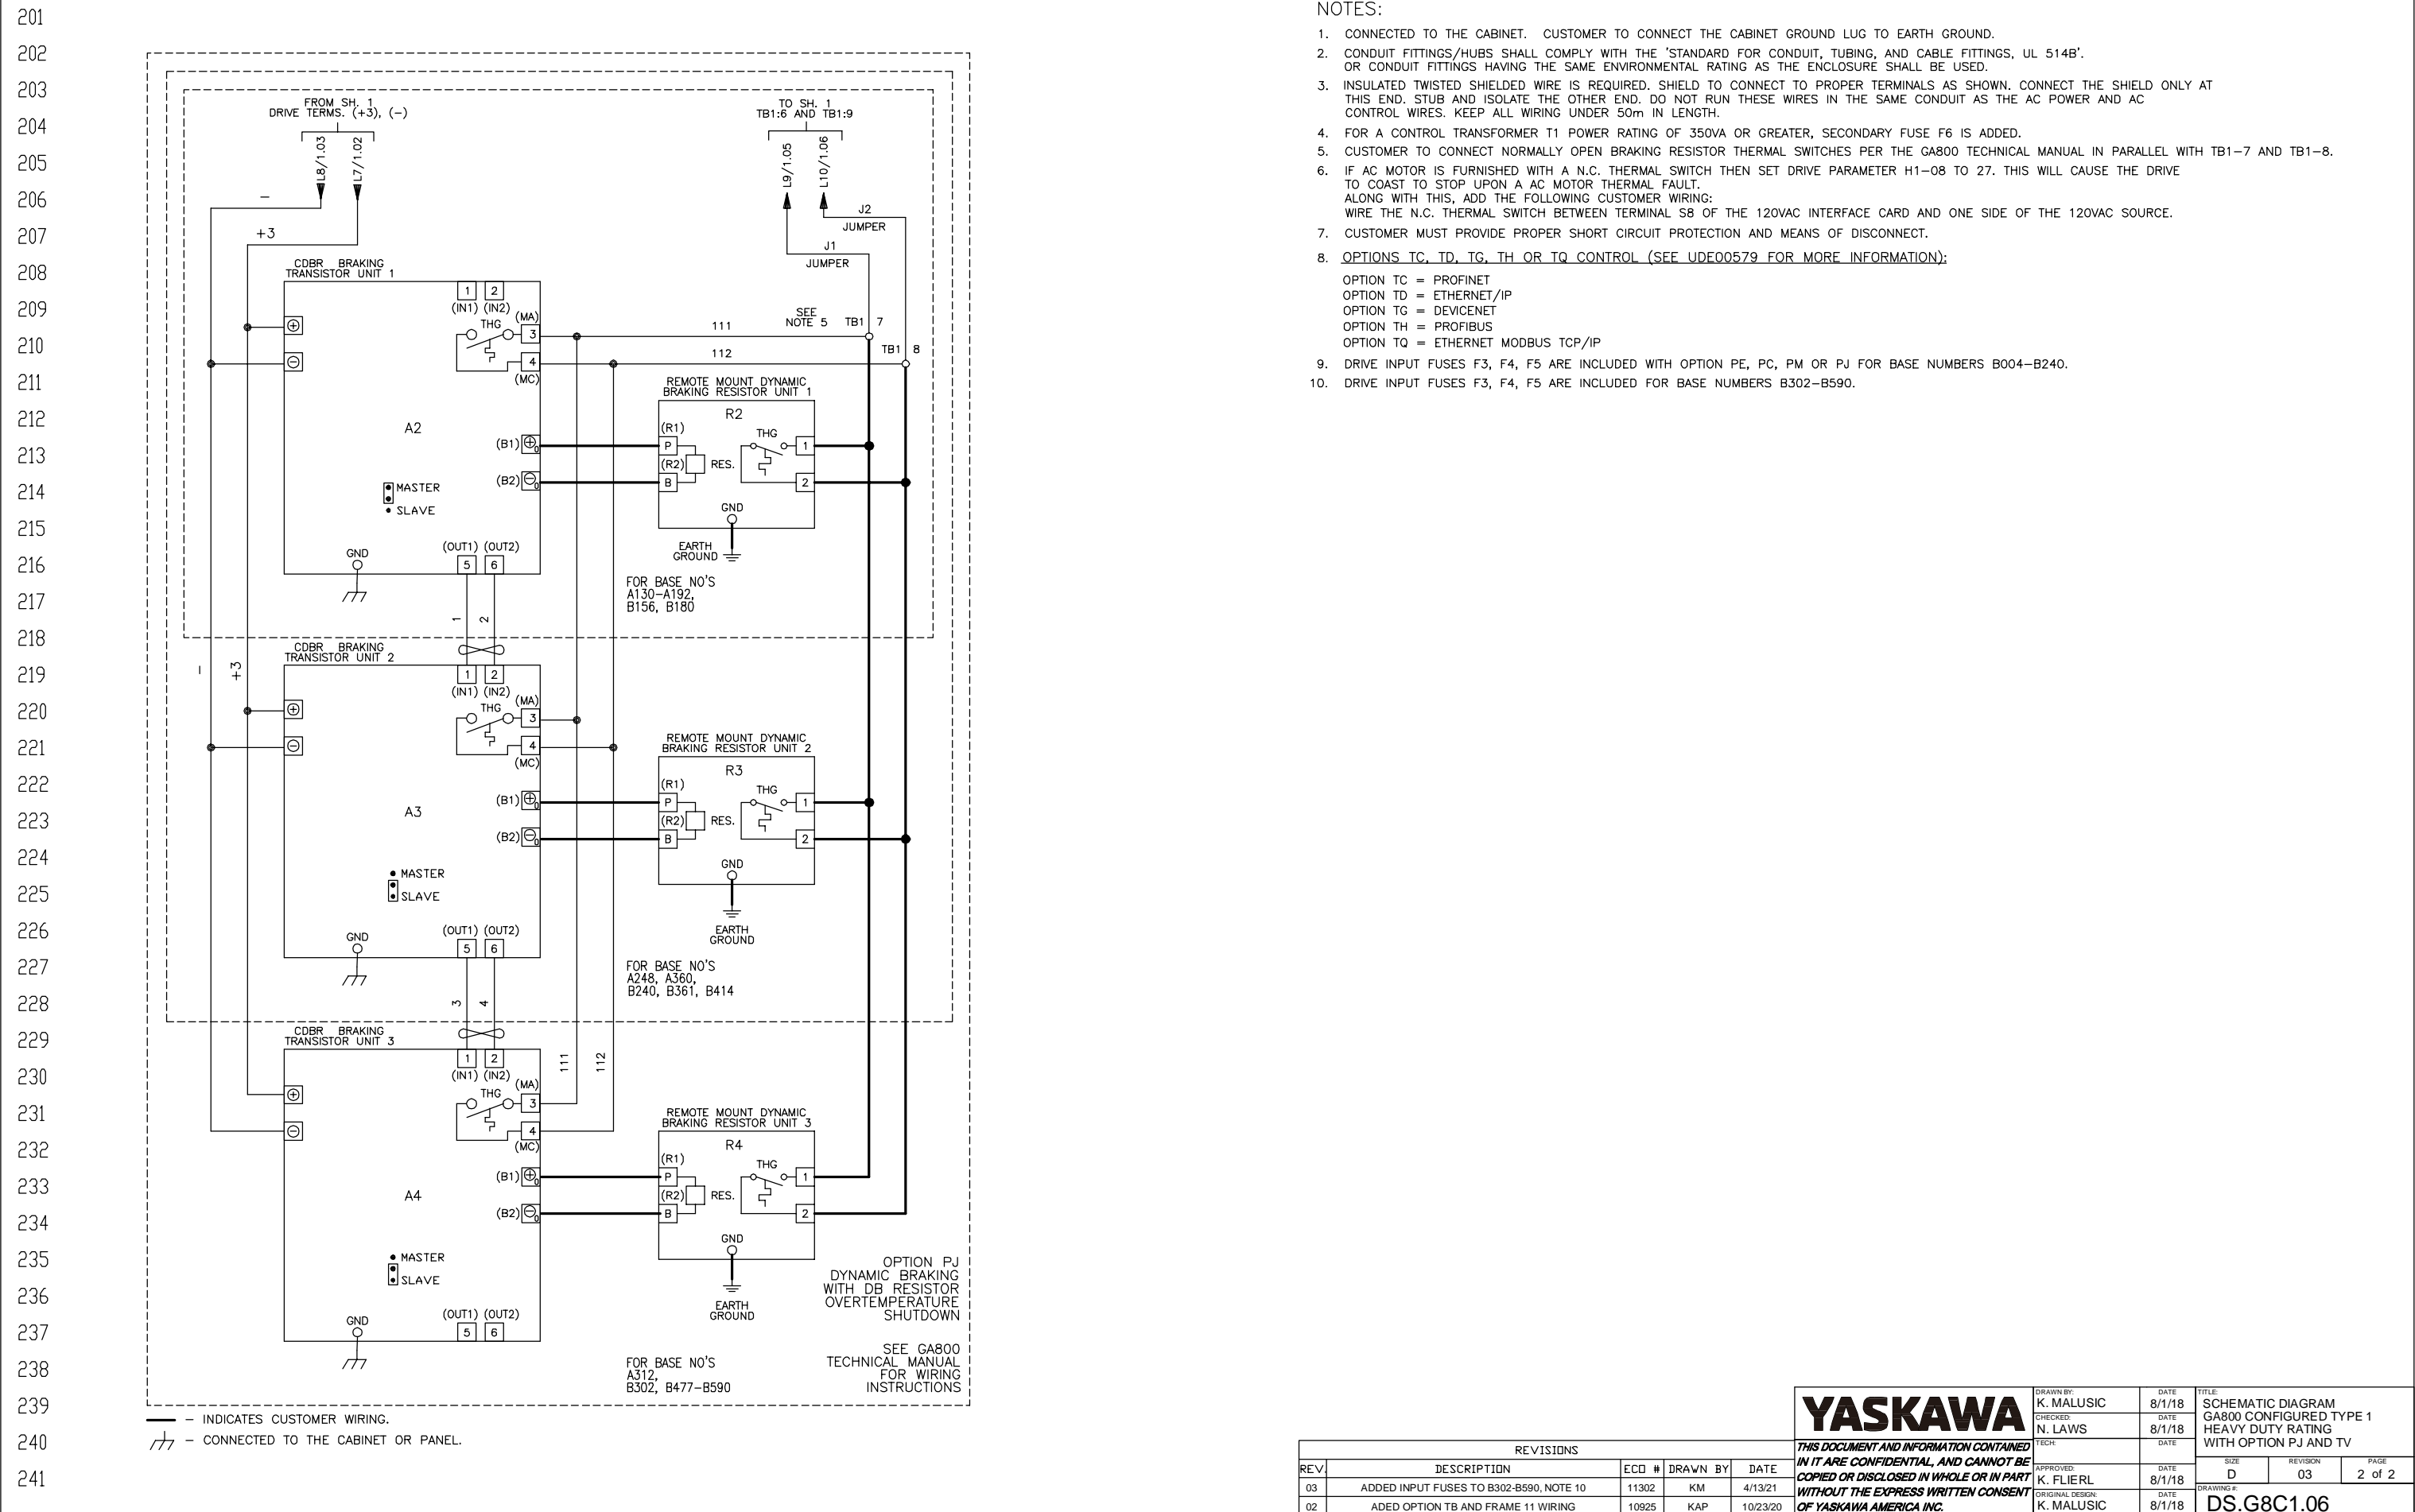 201
202
203
204
205
206
207
208
209
210
211
212
213
214
215
216
217
218
219
220
221
222
223
224
225
226
227
228
229
230
231
232
233
234
235
236
237
238
239
240
241
FROM SH. 1
DRIVE TERMS. (+3), (-)
L8/1.03
L7/1.02
TO SH. 1
TB1:6 AND TB1:9
L9/1.05
L10/1.06
-
+3
J2
JUMPER
J1
JUMPER
CDBR BRAKING
TRANSISTOR UNIT 1
1 2
(IN1) (IN2)
THG
(MA)
3
4
(MC)
111
112
SEE
NOTE 5
TB1 7
TB1 8
+
-
A2
(B1)
(B2)
MASTER
SLAVE
GND
(OUT1) (OUT2)
5 6
REMOTE MOUNT DYNAMIC
BRAKING RESISTOR UNIT 1
R2
(R1)
P
(R2)
RES.
B
THG
1
2
GND
EARTH
GROUND
FOR BASE NO'S
A130-A192,
B156, B180
1
2
-
+3
CDBR BRAKING
TRANSISTOR UNIT 2
1 2
(IN1) (IN2)
THG
(MA)
3
4
(MC)
+
-
A3
(B1)
(B2)
MASTER
SLAVE
GND
(OUT1) (OUT2)
5 6
REMOTE MOUNT DYNAMIC
BRAKING RESISTOR UNIT 2
R3
(R1)
P
(R2)
RES.
B
THG
1
2
GND
EARTH
GROUND
FOR BASE NO'S
A248, A360,
B240, B361, B414
3
4
CDBR BRAKING
TRANSISTOR UNIT 3
1 2
(IN1) (IN2)
THG
(MA)
3
4
(MC)
111
112
+
-
A4
(B1)
(B2)
MASTER
SLAVE
GND
(OUT1) (OUT2)
5 6
REMOTE MOUNT DYNAMIC
BRAKING RESISTOR UNIT 3
R4
(R1)
P
(R2)
RES.
B
THG
1
2
GND
EARTH
GROUND
FOR BASE NO'S
A312,
B302, B477-B590
OPTION PJ
DYNAMIC BRAKING
WITH DB RESISTOR
OVERTEMPERATURE
SHUTDOWN
SEE GA800
TECHNICAL MANUAL
FOR WIRING
INSTRUCTIONS
- INDICATES CUSTOMER WIRING.
- CONNECTED TO THE CABINET OR PANEL.
NOTES:
1. CONNECTED TO THE CABINET. CUSTOMER TO CONNECT THE CABINET GROUND LUG TO EARTH GROUND.
2. CONDUIT FITTINGS/HUBS SHALL COMPLY WITH THE 'STANDARD FOR CONDUIT, TUBING, AND CABLE FITTINGS, UL 514B'.
OR CONDUIT FITTINGS HAVING THE SAME ENVIRONMENTAL RATING AS THE ENCLOSURE SHALL BE USED.
3. INSULATED TWISTED SHIELDED WIRE IS REQUIRED. SHIELD TO CONNECT TO PROPER TERMINALS AS SHOWN. CONNECT THE SHIELD ONLY AT
THIS END. STUB AND ISOLATE THE OTHER END. DO NOT RUN THESE WIRES IN THE SAME CONDUIT AS THE AC POWER AND AC
CONTROL WIRES. KEEP ALL WIRING UNDER 50m IN LENGTH.
4. FOR A CONTROL TRANSFORMER T1 POWER RATING OF 350VA OR GREATER, SECONDARY FUSE F6 IS ADDED.
5. CUSTOMER TO CONNECT NORMALLY OPEN BRAKING RESISTOR THERMAL SWITCHES PER THE GA800 TECHNICAL MANUAL IN PARALLEL WITH TB1-7 AND TB1-8.
6. IF AC MOTOR IS FURNISHED WITH A N.C. THERMAL SWITCH THEN SET DRIVE PARAMETER H1-08 TO 27. THIS WILL CAUSE THE DRIVE
TO COAST TO STOP UPON A AC MOTOR THERMAL FAULT.
ALONG WITH THIS, ADD THE FOLLOWING CUSTOMER WIRING:
WIRE THE N.C. THERMAL SWITCH BETWEEN TERMINAL S8 OF THE 120VAC INTERFACE CARD AND ONE SIDE OF THE 120VAC SOURCE.
7. CUSTOMER MUST PROVIDE PROPER SHORT CIRCUIT PROTECTION AND MEANS OF DISCONNECT.
8. OPTIONS TC, TD, TG, TH OR TQ CONTROL (SEE UDE00579 FOR MORE INFORMATION):
OPTION TC = PROFINET
OPTION TD = ETHERNET/IP
OPTION TG = DEVICENET
OPTION TH = PROFIBUS
OPTION TQ = ETHERNET MODBUS TCP/IP
9. DRIVE INPUT FUSES F3, F4, F5 ARE INCLUDED WITH OPTION PE, PC, PM OR PJ FOR BASE NUMBERS B004-B240.
10. DRIVE INPUT FUSES F3, F4, F5 ARE INCLUDED FOR BASE NUMBERS B302-B590.
REVISIONS
REV. DESCRIPTION ECO # DRAWN BY DATE
03 ADDED INPUT FUSES TO B302-B590, NOTE 10 11302 KM 4/13/21
02 ADED OPTION TB AND FRAME 11 WIRING 10925 KAP 10/23/20
YASKAWA
THIS DOCUMENT AND INFORMATION CONTAINED
IN IT ARE CONFIDENTIAL, AND CANNOT BE
COPIED OR DISCLOSED IN WHOLE OR IN PART
WITHOUT THE EXPRESS WRITTEN CONSENT
OF YASKAWA AMERICA INC.
DRAWN BY: K. MALUSIC DATE 8/1/18
CHECKED: N. LAWS DATE 8/1/18
TECH: DATE
APPROVED: K. FLIERL DATE 8/1/18
ORIGINAL DESIGN: K. MALUSIC DATE 8/1/18
TITLE:
SCHEMATIC DIAGRAM
GA800 CONFIGURED TYPE 1
HEAVY DUTY RATING
WITH OPTION PJ AND TV
SIZE REVISION PAGE
D 03 2 of 2
DRAWING #:
DS.G8C1.06